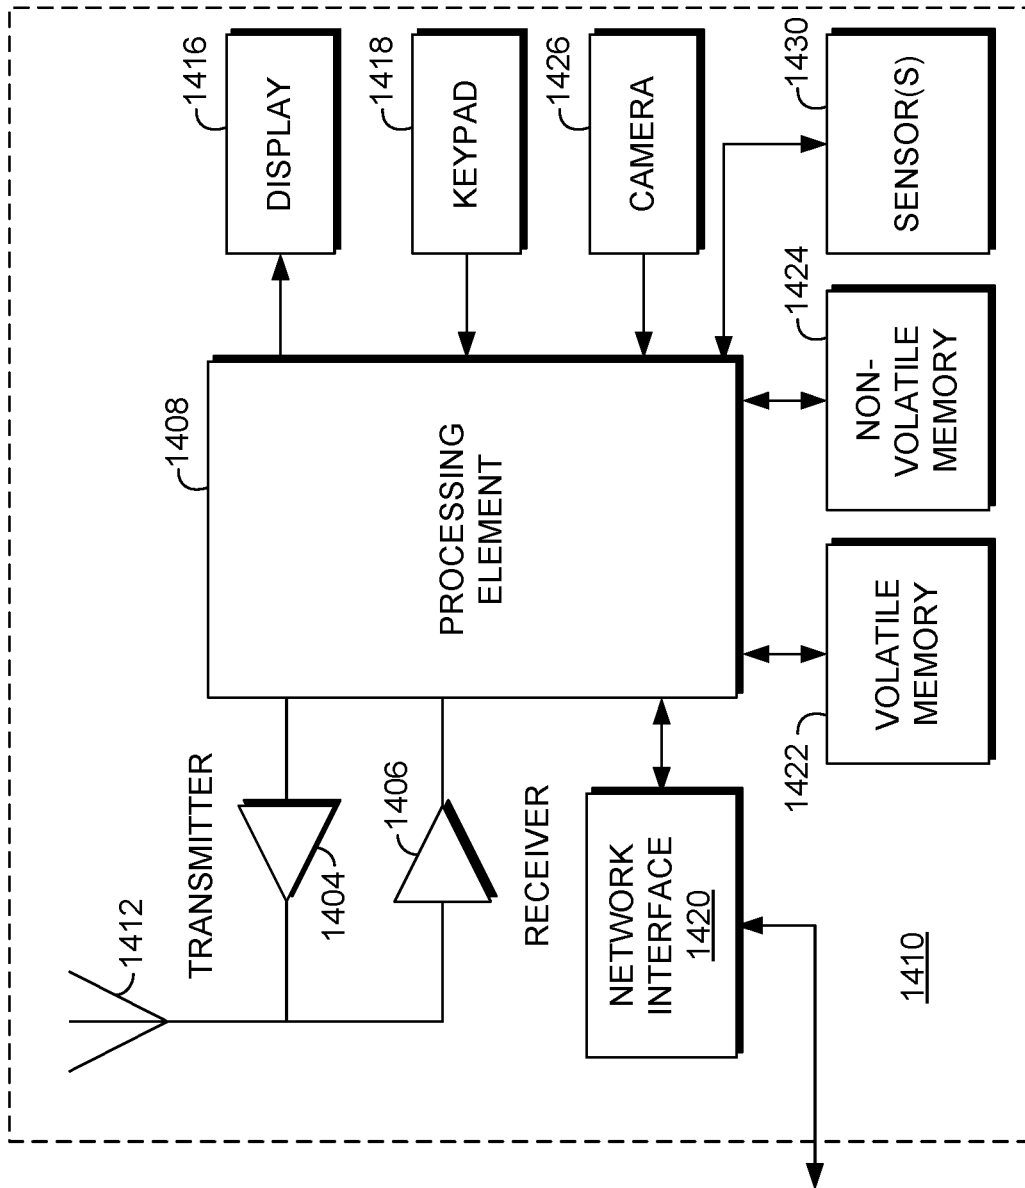 1412
TRANSMITTER
1404
1406
RECEIVER
1408
PROCESSING
ELEMENT
1416
DISPLAY
1418
KEYPAD
1426
CAMERA
1430
SENSOR(S)
1424
NON-
VOLATILE
MEMORY
1422
VOLATILE
MEMORY
NETWORK
INTERFACE
1420
1410